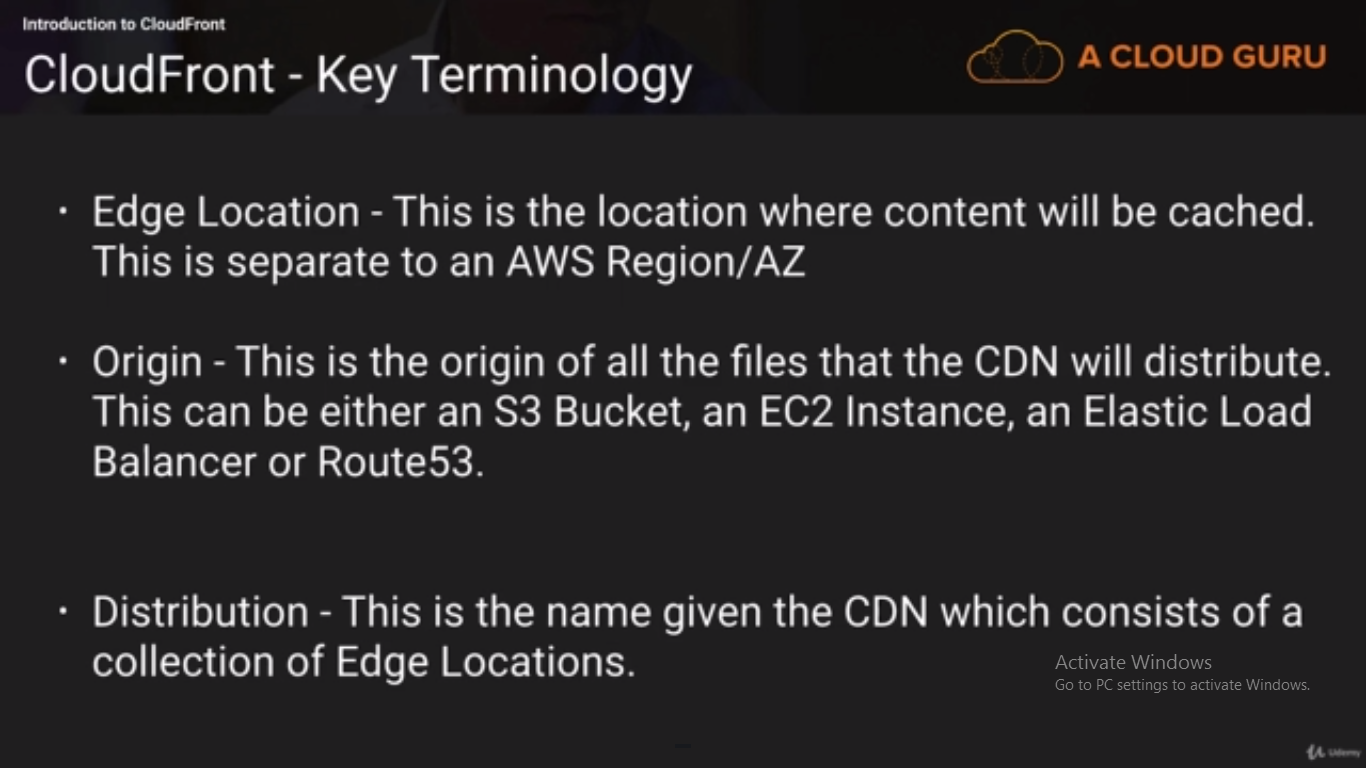 Introduction to CloudFront
CloudFront - Key Terminology
A CLOUD GURU
• Edge Location - This is the location where content will be cached.
This is separate to an AWS Region/AZ
• Origin - This is the origin of all the files that the CDN will distribute.
This can be either an S3 Bucket, an EC2 Instance, an Elastic Load
Balancer or Route53.
• Distribution - This is the name given the CDN which consists of a
collection of Edge Locations.
Activate Windows
Go to PC settings to activate Windows.
Udemy